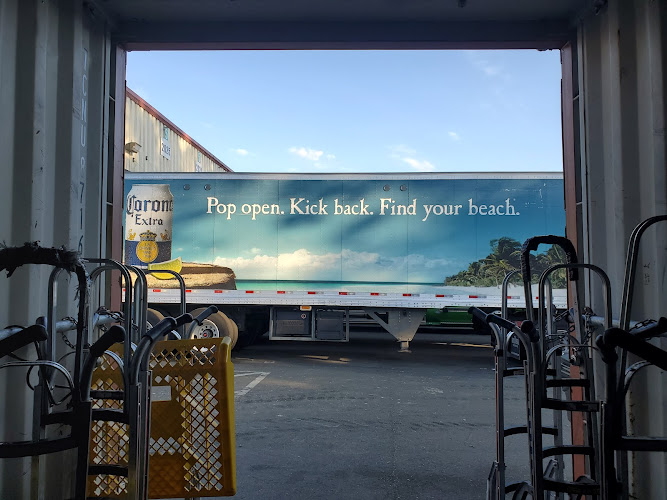 Pop open. Kick back. Find your beach.
Corona
Extra